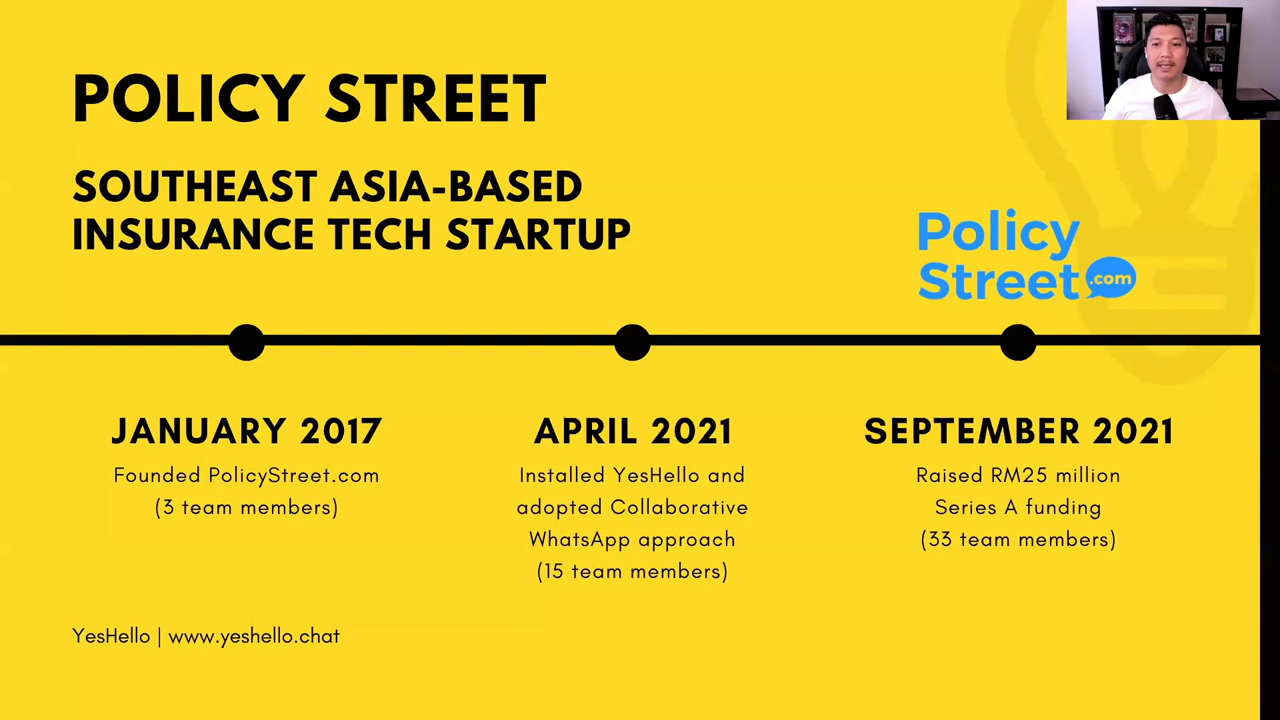 POLICY STREET
SOUTHEAST ASIA-BASED
INSURANCE TECH STARTUP
Policy
Street.com
JANUARY 2017
Founded PolicyStreet.com
(3 team members)
APRIL 2021
Installed YesHello and
adopted Collaborative
WhatsApp approach
(15 team members)
SEPTEMBER 2021
Raised RM25 million
Series A funding
(33 team members)
YesHello | www.yeshello.chat